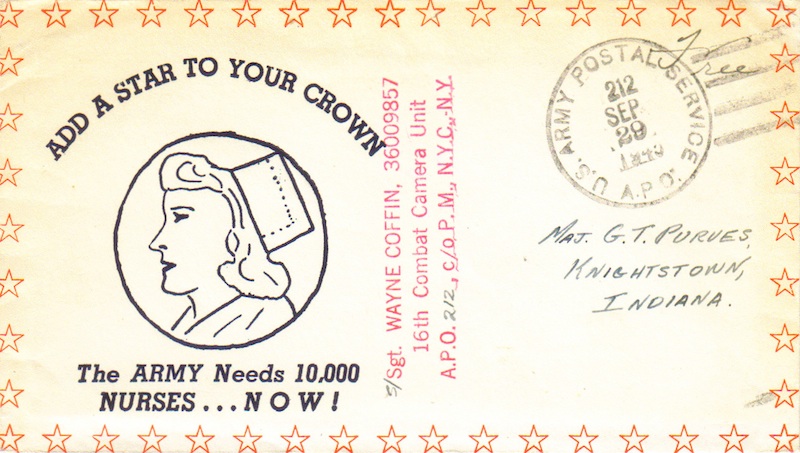 ADD A STAR TO YOUR CROWN
The ARMY Needs 10,000
NURSES...NOW!
S/Sgt. WAYNE COFFIN, 36009857
16th Combat Camera Unit
A.P.O. 212, c/o P.M., N.Y.C., N.Y.
U.S. ARMY POSTAL SERVICE
A.P.O.
212
SEP
29
Free
MAJ. G. T. PURVES,
KNIGHTSTOWN,
INDIANA.